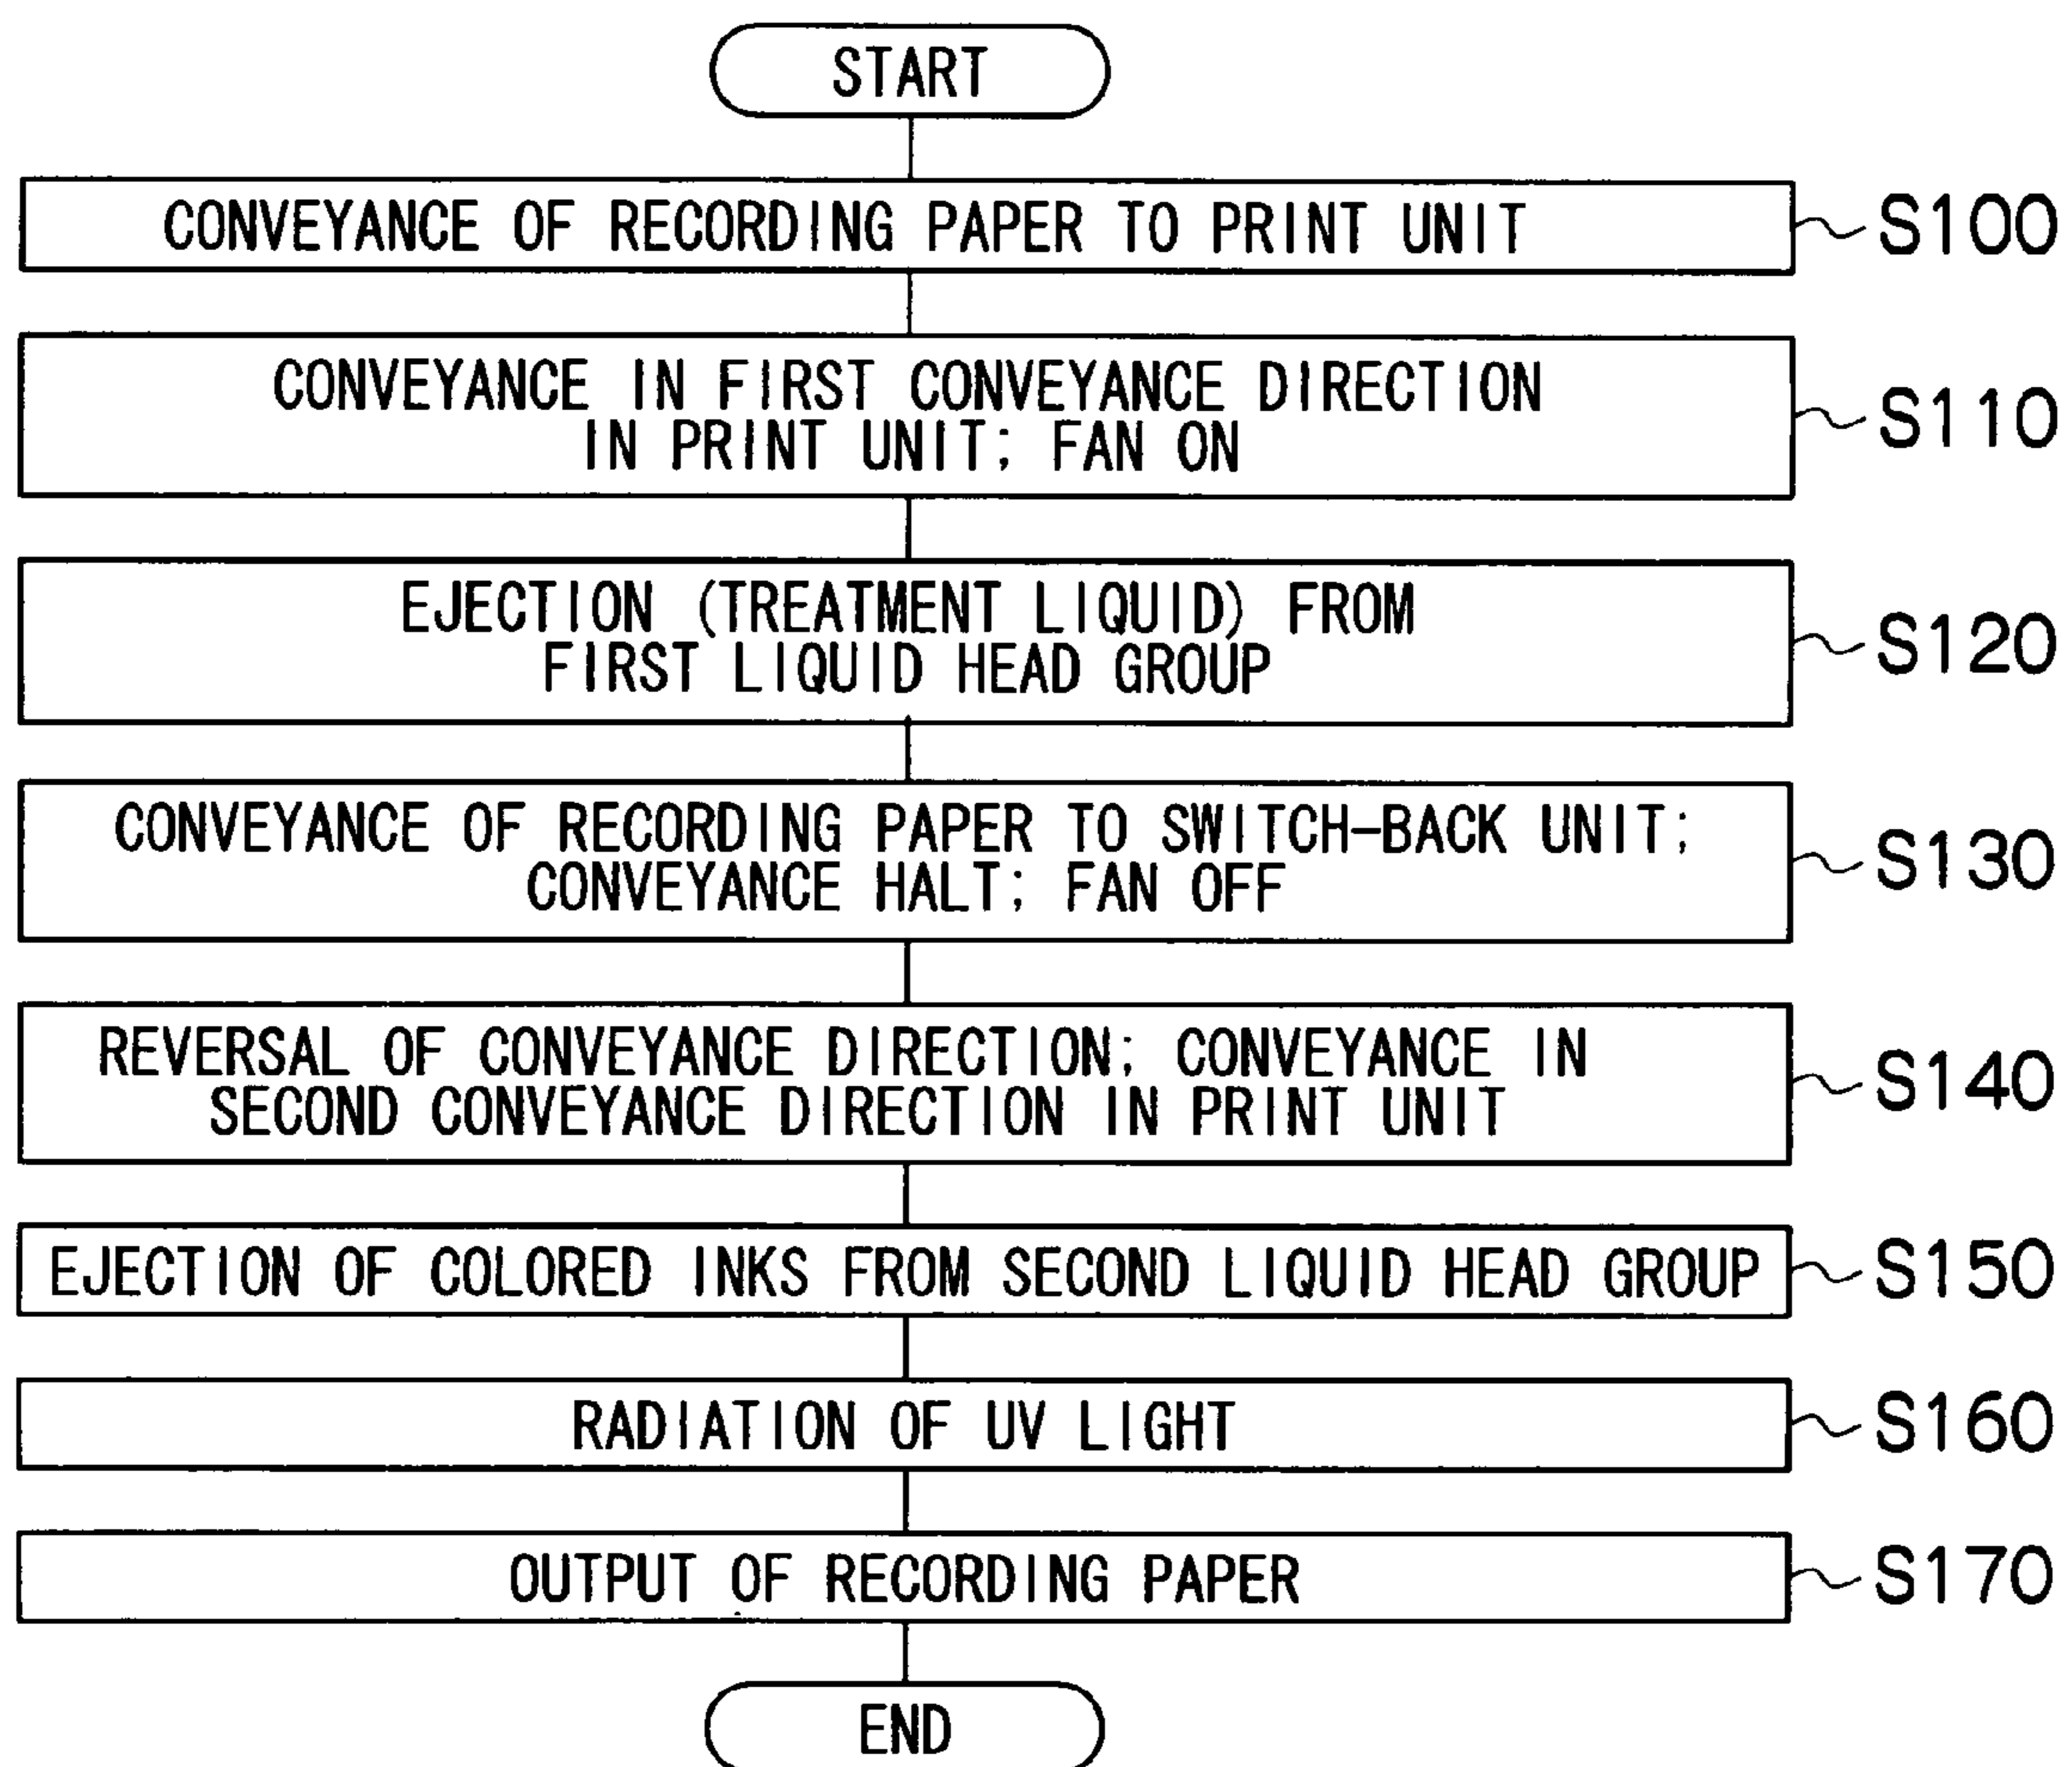 START
CONVEYANCE OF RECORDING PAPER TO PRINT UNIT
S100
CONVEYANCE IN FIRST CONVEYANCE DIRECTION
IN PRINT UNIT; FAN ON
S110
EJECTION (TREATMENT LIQUID) FROM
FIRST LIQUID HEAD GROUP
S120
CONVEYANCE OF RECORDING PAPER TO SWITCH-BACK UNIT;
CONVEYANCE HALT; FAN OFF
S130
REVERSAL OF CONVEYANCE DIRECTION; CONVEYANCE IN
SECOND CONVEYANCE DIRECTION IN PRINT UNIT
S140
EJECTION OF COLORED INKS FROM SECOND LIQUID HEAD GROUP
S150
RADIATION OF UV LIGHT
S160
OUTPUT OF RECORDING PAPER
S170
END